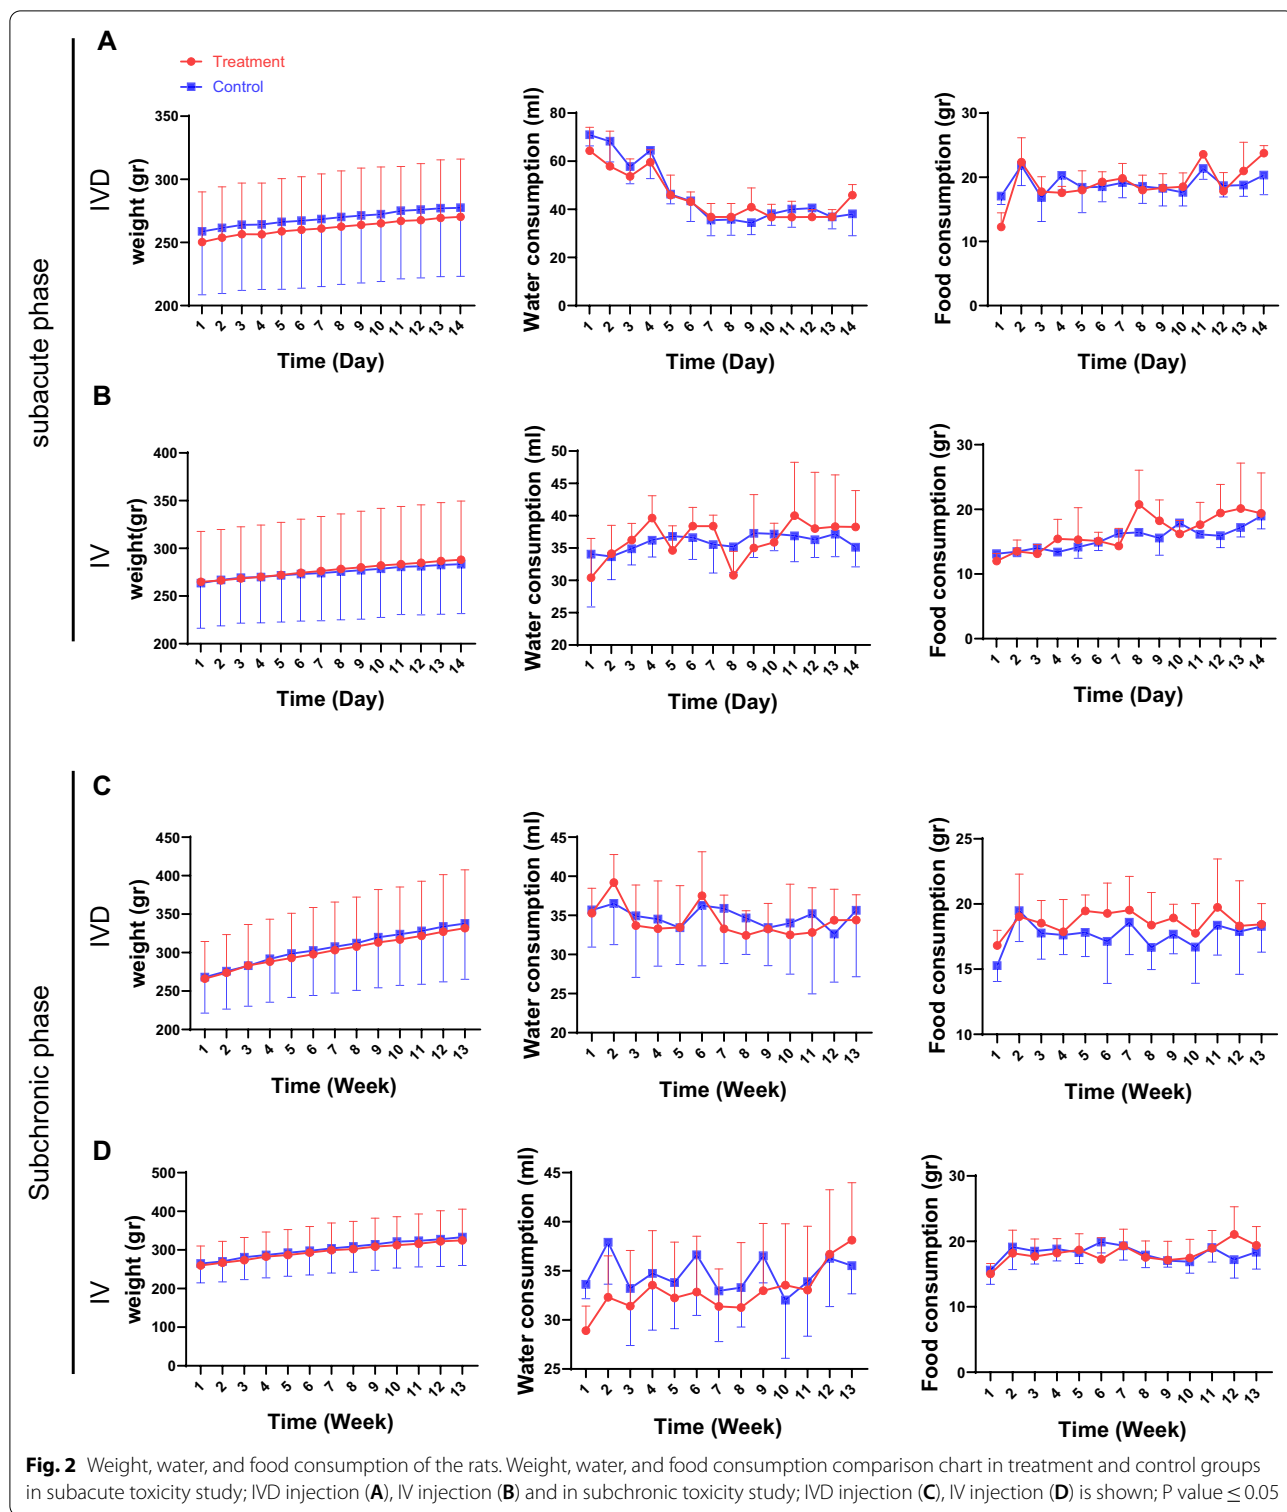 A
Treatment
Control
subacute phase
IVD
350
300
250
200
weight (gr)
1 2 3 4 5 6 7 8 9 10 11 12 13 14
Time (Day)
80
60
40
20
0
Water consumption (ml)
1 2 3 4 5 6 7 8 9 10 11 12 13 14
Time (Day)
30
20
10
0
Food consumption (gr)
1 2 3 4 5 6 7 8 9 10 11 12 13 14
Time (Day)
B
IV
400
350
300
250
200
weight(gr)
1 2 3 4 5 6 7 8 9 10 11 12 13 14
Time (Day)
50
45
40
35
30
25
20
Water consumption (ml)
1 2 3 4 5 6 7 8 9 10 11 12 13 14
Time (Day)
30
20
10
0
Food consumption (gr)
1 2 3 4 5 6 7 8 9 10 11 12 13 14
Time (Day)
Subchronic phase
C
IVD
450
400
350
300
250
200
weight (gr)
1 2 3 4 5 6 7 8 9 10 11 12 13
Time (Week)
45
40
35
30
25
20
Water consumption (ml)
1 2 3 4 5 6 7 8 9 10 11 12 13
Time (Week)
25
20
15
10
Food consumption (gr)
1 2 3 4 5 6 7 8 9 10 11 12 13
Time (Week)
D
IV
500
400
300
200
100
0
weight (gr)
1 2 3 4 5 6 7 8 9 10 11 12 13
Time (Week)
45
40
35
30
25
Water consumption (ml)
1 2 3 4 5 6 7 8 9 10 11 12 13
Time (Week)
30
20
10
0
Food consumption (gr)
1 2 3 4 5 6 7 8 9 10 11 12 13
Time (Week)
Fig. 2 Weight, water, and food consumption of the rats. Weight, water, and food consumption comparison chart in treatment and control groups
in subacute toxicity study; IVD injection (A), IV injection (B) and in subchronic toxicity study; IVD injection (C), IV injection (D) is shown; P value ≤ 0.05